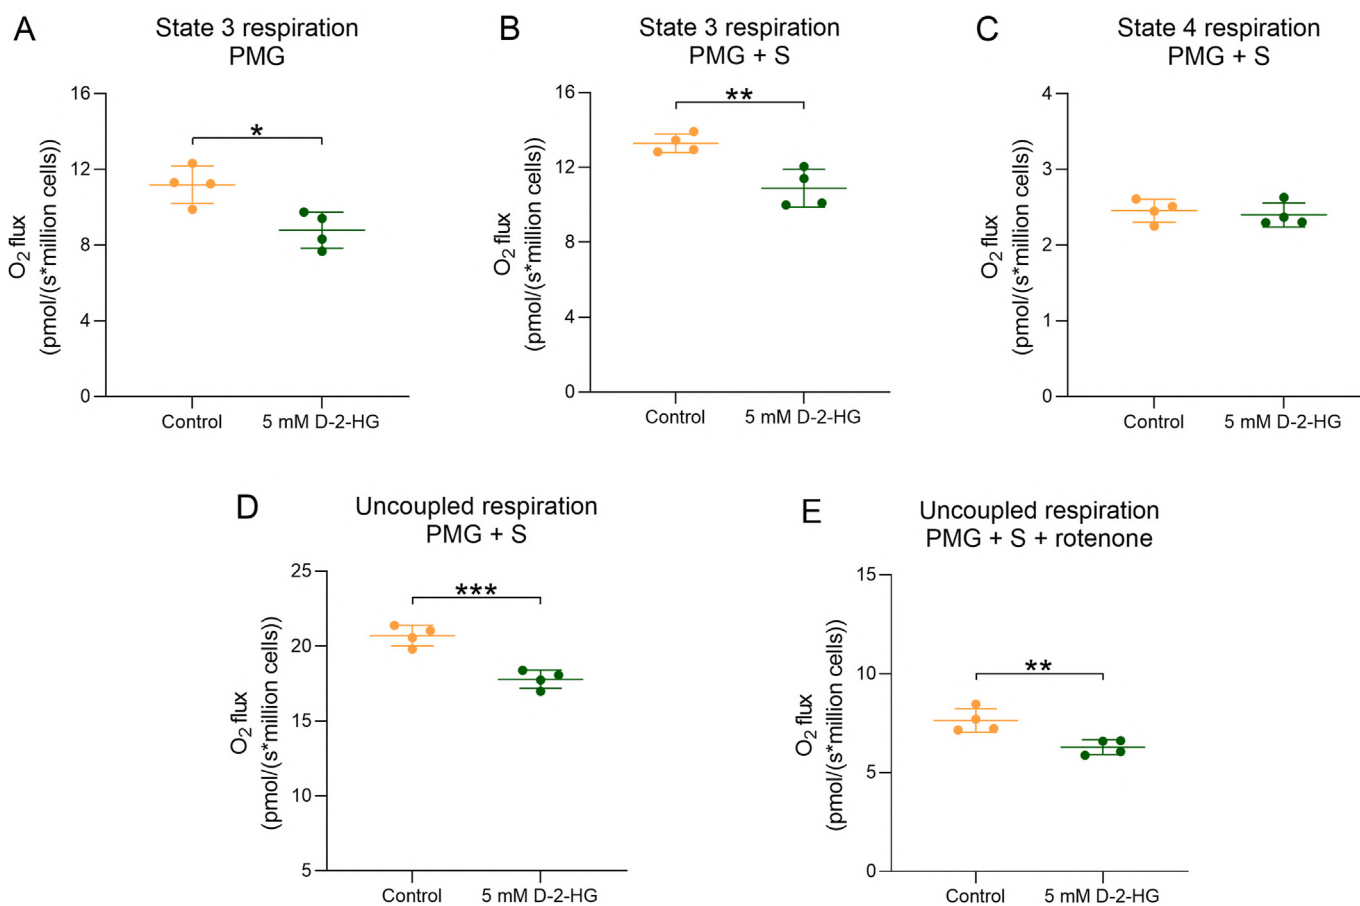 A
State 3 respiration
PMG
O2 flux
(pmol/(s*million cells))
16
12
8
4
0
*
Control
5 mM D-2-HG
B
State 3 respiration
PMG + S
O2 flux
(pmol/(s*million cells))
16
12
8
4
0
**
Control
5 mM D-2-HG
C
State 4 respiration
PMG + S
O2 flux
(pmol/(s*million cells))
4
3
2
1
0
Control
5 mM D-2-HG
D
Uncoupled respiration
PMG + S
O2 flux
(pmol/(s*million cells))
25
20
15
10
5
***
Control
5 mM D-2-HG
E
Uncoupled respiration
PMG + S + rotenone
O2 flux
(pmol/(s*million cells))
15
10
5
0
**
Control
5 mM D-2-HG